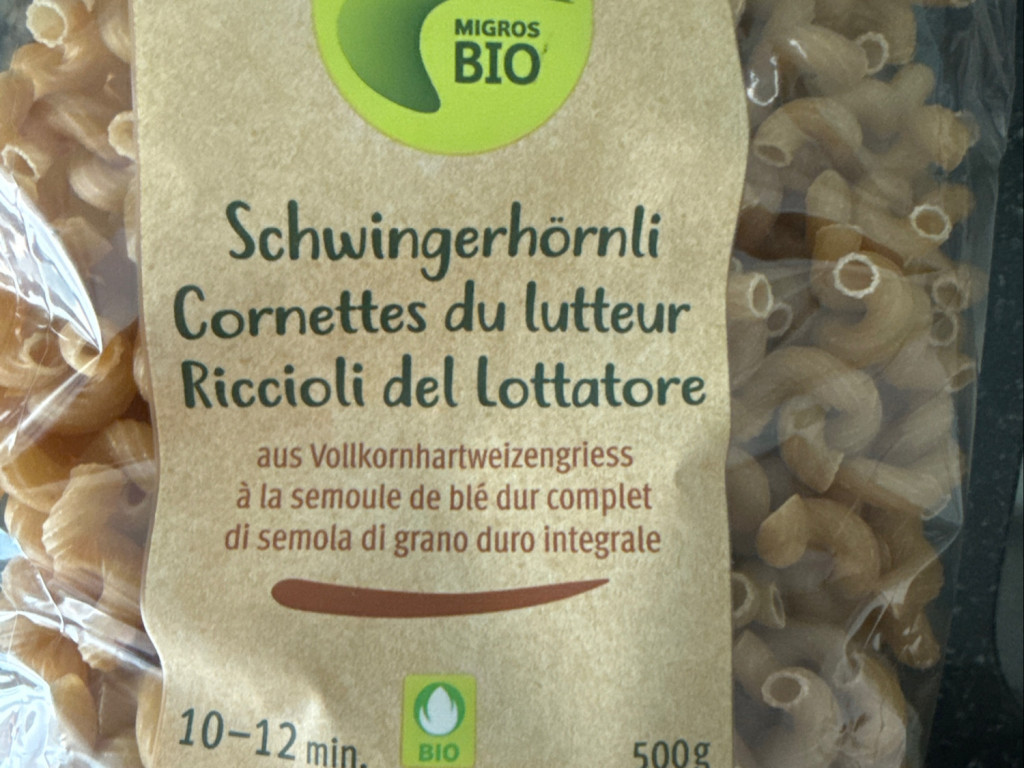 MIGROS
BIO
Schwingerhörnli
Cornettes du lutteur
Riccioli del lottatore
aus Vollkornhartweizengriess
à la semoule de blé dur complet
di semola di grano duro integrale
10–12 min.
BIO
500g